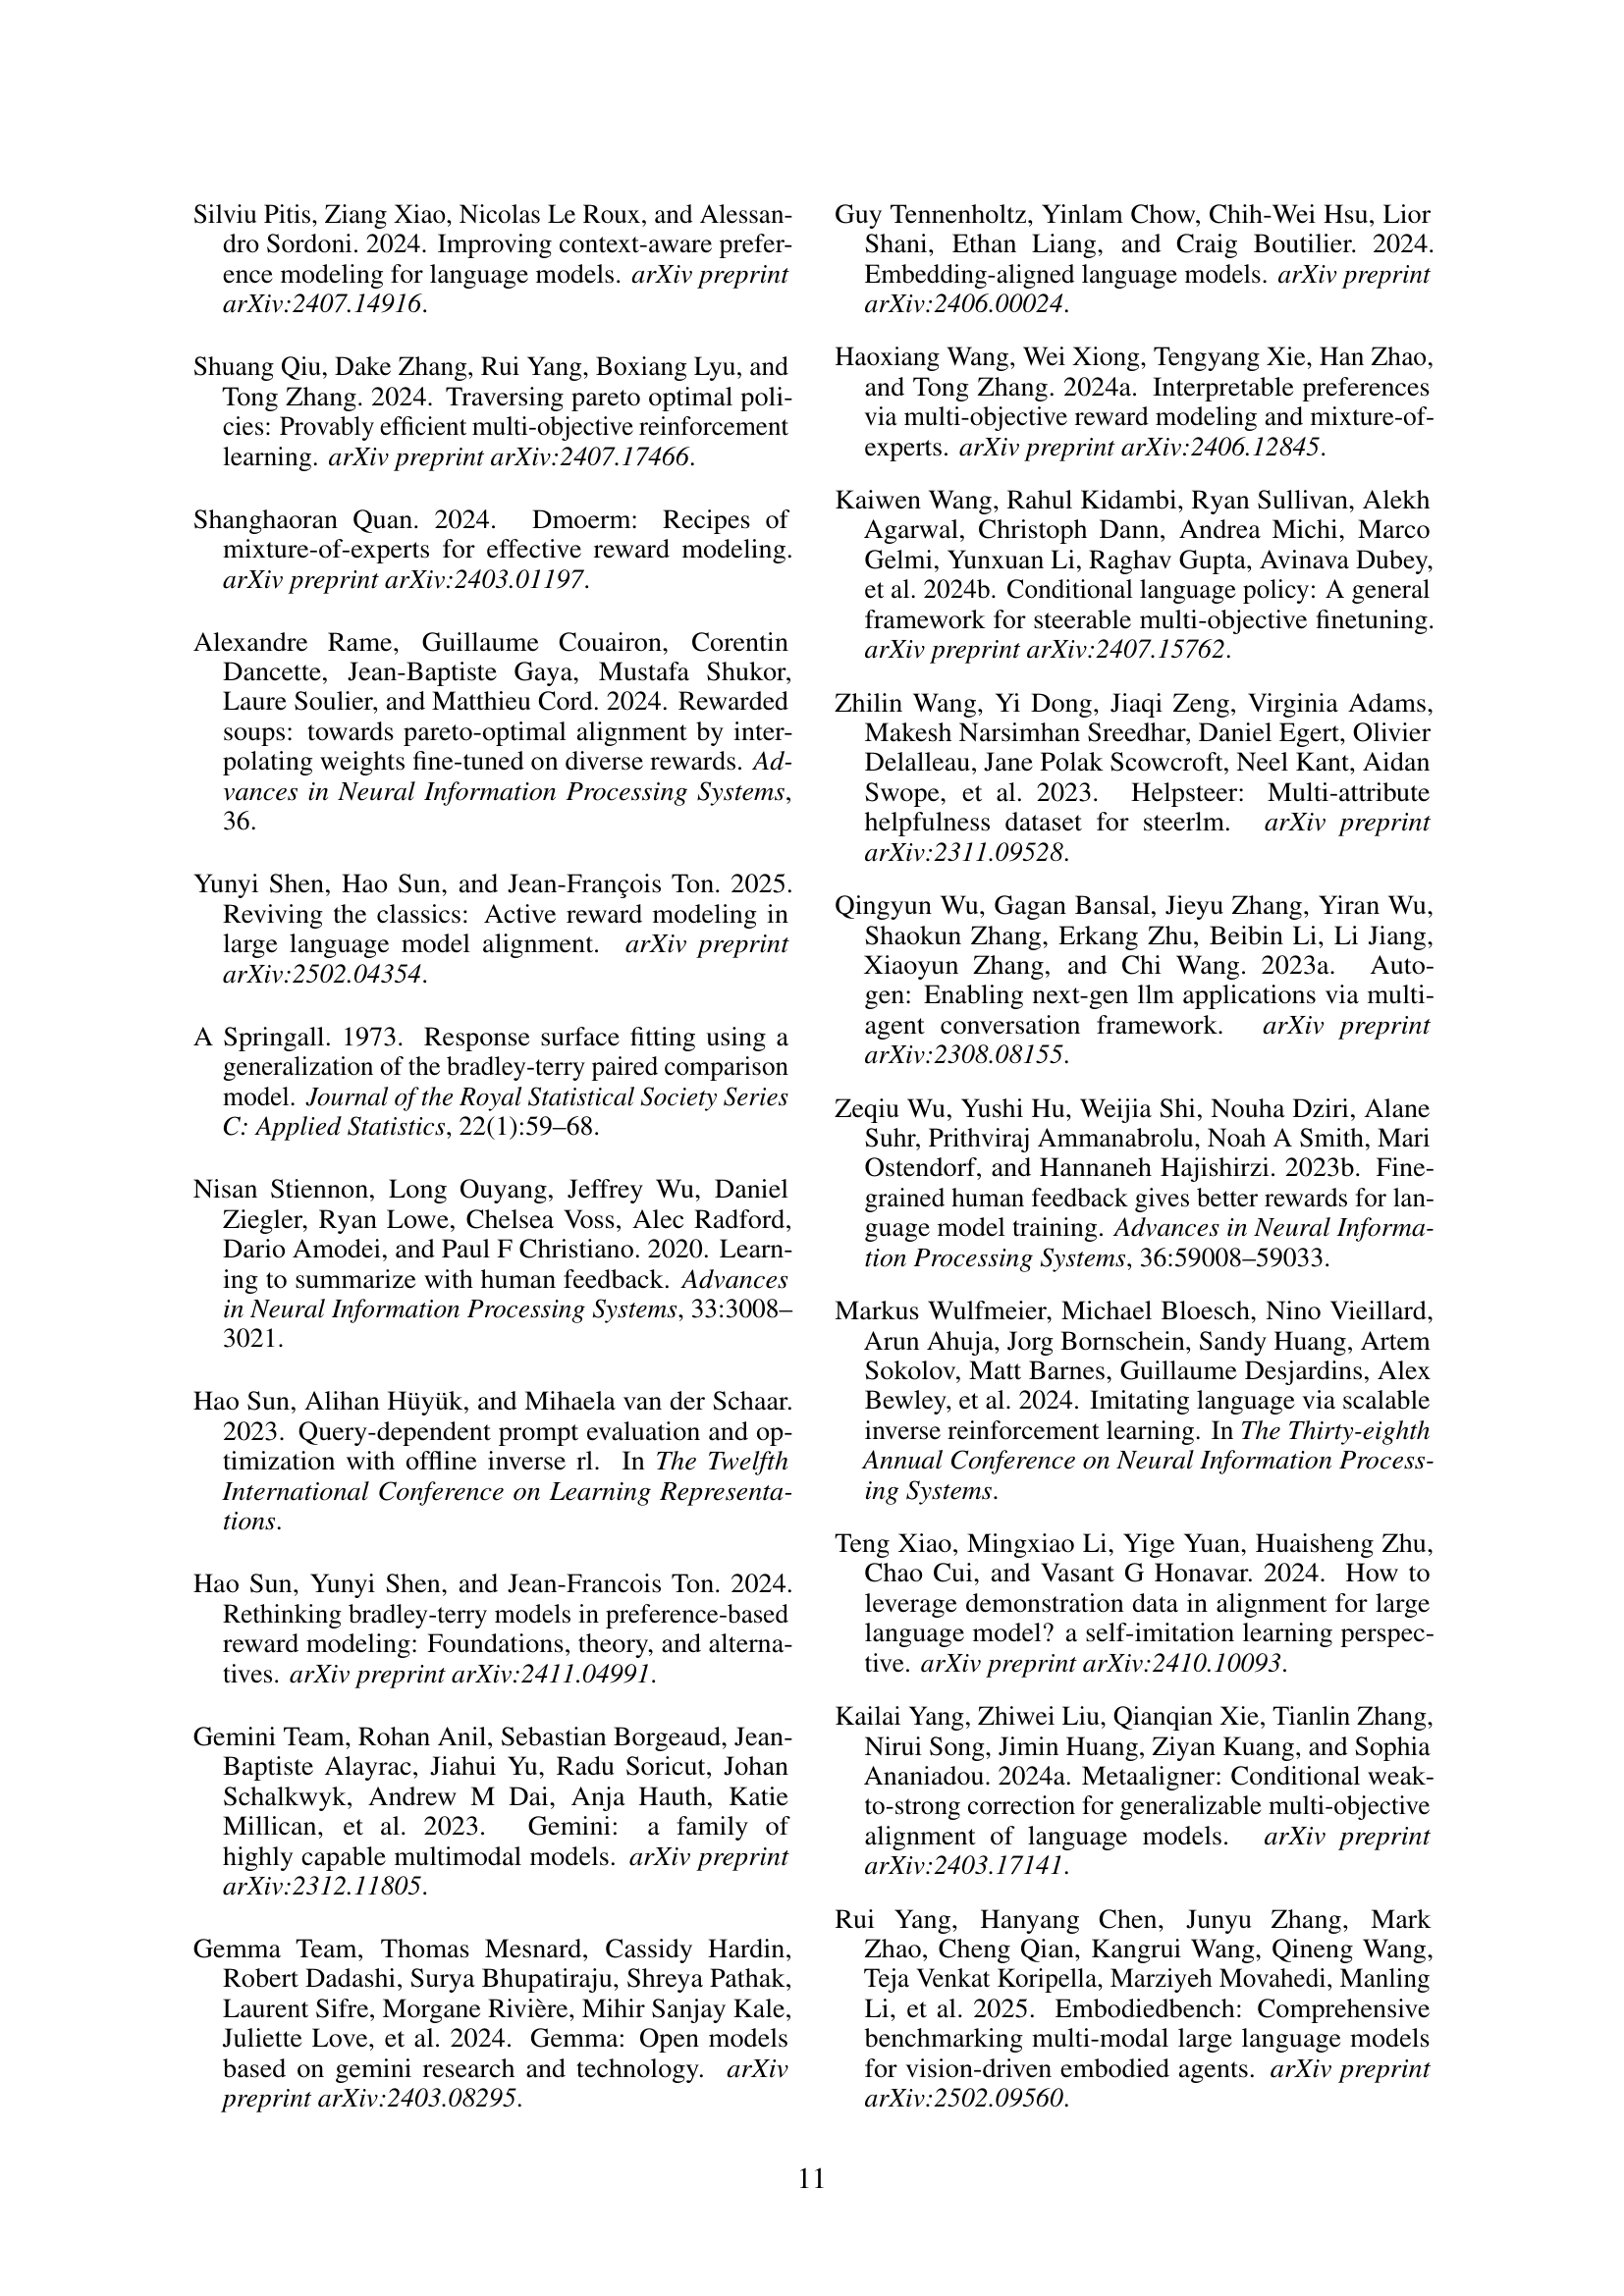 Silviu Pitis, Ziang Xiao, Nicolas Le Roux, and Alessan-
dro Sordoni. 2024. Improving context-aware prefer-
ence modeling for language models. arXiv preprint
arXiv:2407.14916.
Shuang Qiu, Dake Zhang, Rui Yang, Boxiang Lyu, and
Tong Zhang. 2024. Traversing pareto optimal poli-
cies: Provably efficient multi-objective reinforcement
learning. arXiv preprint arXiv:2407.17466.
Shanghaoran Quan. 2024. Dmoerm: Recipes of
mixture-of-experts for effective reward modeling.
arXiv preprint arXiv:2403.01197.
Alexandre Rame, Guillaume Couairon, Corentin
Dancette, Jean-Baptiste Gaya, Mustafa Shukor,
Laure Soulier, and Matthieu Cord. 2024. Rewarded
soups: towards pareto-optimal alignment by inter-
polating weights fine-tuned on diverse rewards. Ad-
vances in Neural Information Processing Systems,
36.
Yunyi Shen, Hao Sun, and Jean-François Ton. 2025.
Reviving the classics: Active reward modeling in
large language model alignment. arXiv preprint
arXiv:2502.04354.
A Springall. 1973. Response surface fitting using a
generalization of the bradley-terry paired comparison
model. Journal of the Royal Statistical Society Series
C: Applied Statistics, 22(1):59–68.
Nisan Stiennon, Long Ouyang, Jeffrey Wu, Daniel
Ziegler, Ryan Lowe, Chelsea Voss, Alec Radford,
Dario Amodei, and Paul F Christiano. 2020. Learn-
ing to summarize with human feedback. Advances
in Neural Information Processing Systems, 33:3008–
3021.
Hao Sun, Alihan Hüyük, and Mihaela van der Schaar.
2023. Query-dependent prompt evaluation and op-
timization with offline inverse rl. In The Twelfth
International Conference on Learning Representa-
tions.
Hao Sun, Yunyi Shen, and Jean-Francois Ton. 2024.
Rethinking bradley-terry models in preference-based
reward modeling: Foundations, theory, and alterna-
tives. arXiv preprint arXiv:2411.04991.
Gemini Team, Rohan Anil, Sebastian Borgeaud, Jean-
Baptiste Alayrac, Jiahui Yu, Radu Soricut, Johan
Schalkwyk, Andrew M Dai, Anja Hauth, Katie
Millican, et al. 2023. Gemini: a family of
highly capable multimodal models. arXiv preprint
arXiv:2312.11805.
Gemma Team, Thomas Mesnard, Cassidy Hardin,
Robert Dadashi, Surya Bhupatiraju, Shreya Pathak,
Laurent Sifre, Morgane Rivière, Mihir Sanjay Kale,
Juliette Love, et al. 2024. Gemma: Open models
based on gemini research and technology. arXiv
preprint arXiv:2403.08295.
Guy Tennenholtz, Yinlam Chow, Chih-Wei Hsu, Lior
Shani, Ethan Liang, and Craig Boutilier. 2024.
Embedding-aligned language models. arXiv preprint
arXiv:2406.00024.
Haoxiang Wang, Wei Xiong, Tengyang Xie, Han Zhao,
and Tong Zhang. 2024a. Interpretable preferences
via multi-objective reward modeling and mixture-of-
experts. arXiv preprint arXiv:2406.12845.
Kaiwen Wang, Rahul Kidambi, Ryan Sullivan, Alekh
Agarwal, Christoph Dann, Andrea Michi, Marco
Gelmi, Yunxuan Li, Raghav Gupta, Avinava Dubey,
et al. 2024b. Conditional language policy: A general
framework for steerable multi-objective finetuning.
arXiv preprint arXiv:2407.15762.
Zhilin Wang, Yi Dong, Jiaqi Zeng, Virginia Adams,
Makesh Narsimhan Sreedhar, Daniel Egert, Olivier
Delalleau, Jane Polak Scowcroft, Neel Kant, Aidan
Swope, et al. 2023. Helpsteer: Multi-attribute
helpfulness dataset for steerlm. arXiv preprint
arXiv:2311.09528.
Qingyun Wu, Gagan Bansal, Jieyu Zhang, Yiran Wu,
Shaokun Zhang, Erkang Zhu, Beibin Li, Li Jiang,
Xiaoyun Zhang, and Chi Wang. 2023a. Auto-
gen: Enabling next-gen llm applications via multi-
agent conversation framework. arXiv preprint
arXiv:2308.08155.
Zeqiu Wu, Yushi Hu, Weijia Shi, Nouha Dziri, Alane
Suhr, Prithviraj Ammanabrolu, Noah A Smith, Mari
Ostendorf, and Hannaneh Hajishirzi. 2023b. Fine-
grained human feedback gives better rewards for lan-
guage model training. Advances in Neural Informa-
tion Processing Systems, 36:59008–59033.
Markus Wulfmeier, Michael Bloesch, Nino Vieillard,
Arun Ahuja, Jorg Bornschein, Sandy Huang, Artem
Sokolov, Matt Barnes, Guillaume Desjardins, Alex
Bewley, et al. 2024. Imitating language via scalable
inverse reinforcement learning. In The Thirty-eighth
Annual Conference on Neural Information Process-
ing Systems.
Teng Xiao, Mingxiao Li, Yige Yuan, Huaisheng Zhu,
Chao Cui, and Vasant G Honavar. 2024. How to
leverage demonstration data in alignment for large
language model? a self-imitation learning perspec-
tive. arXiv preprint arXiv:2410.10093.
Kailai Yang, Zhiwei Liu, Qianqian Xie, Tianlin Zhang,
Nirui Song, Jimin Huang, Ziyan Kuang, and Sophia
Ananiadou. 2024a. Metaaligner: Conditional weak-
to-strong correction for generalizable multi-objective
alignment of language models. arXiv preprint
arXiv:2403.17141.
Rui Yang, Hanyang Chen, Junyu Zhang, Mark
Zhao, Cheng Qian, Kangrui Wang, Qineng Wang,
Teja Venkat Koripella, Marziyeh Movahedi, Manling
Li, et al. 2025. Embodiedbench: Comprehensive
benchmarking multi-modal large language models
for vision-driven embodied agents. arXiv preprint
arXiv:2502.09560.
11